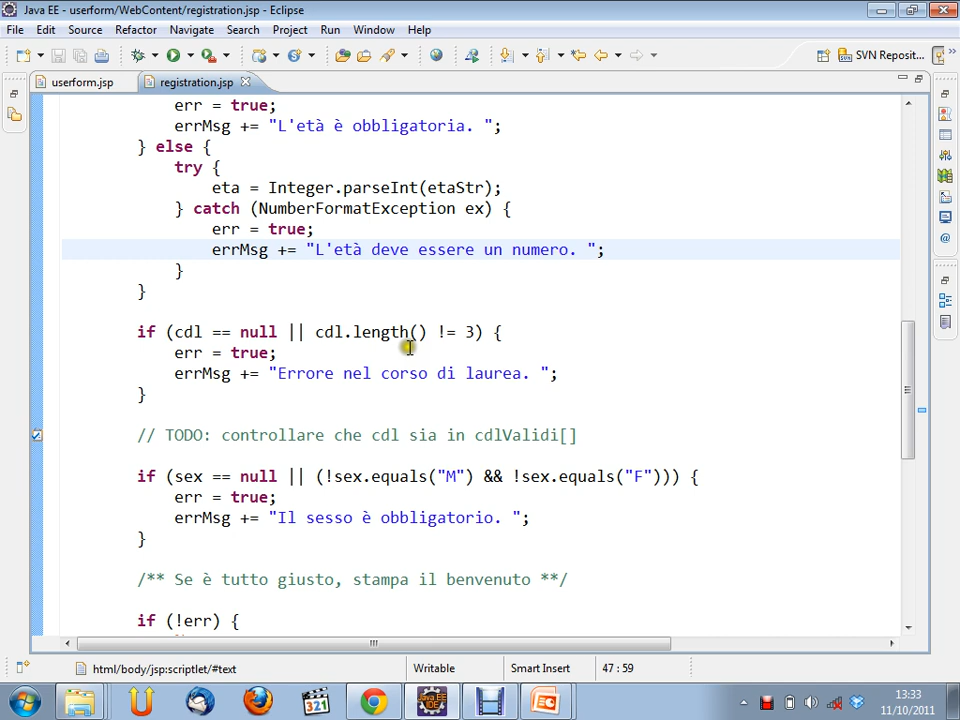 Java EE - userform/WebContent/registration.jsp - Eclipse
File Edit Source Refactor Navigate Search Project Run Window Help
SVN Reposit...
userform.jsp registration.jsp
err = true;
errMsg += "L'età è obbligatoria. ";
} else {
try {
eta = Integer.parseInt(etaStr);
} catch (NumberFormatException ex) {
err = true;
errMsg += "L'età deve essere un numero. ";
}
}
if (cdl == null || cdl.length() != 3) {
err = true;
errMsg += "Errore nel corso di laurea. ";
}
// TODO: controllare che cdl sia in cdlValidi[]
if (sex == null || (!sex.equals("M") && !sex.equals("F"))) {
err = true;
errMsg += "Il sesso è obbligatorio. ";
}
/** Se è tutto giusto, stampa il benvenuto **/
if (!err) {
html/body/jsp:scriptlet/#text Writable Smart Insert 47 : 59
321
Java EE
IDE
13:33
11/10/2011